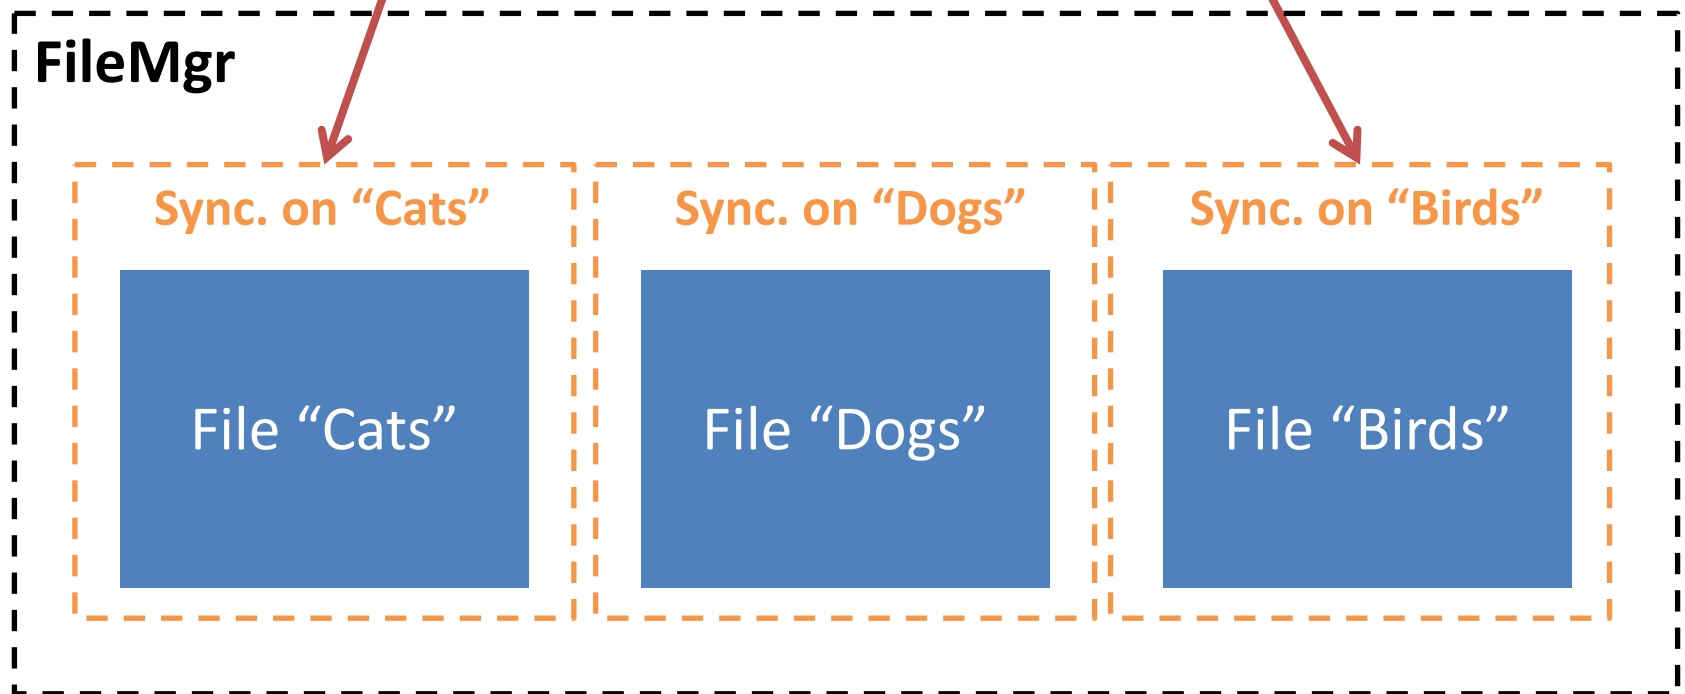 FileMgr
Sync. on “Cats”
Sync. on “Dogs”
Sync. on “Birds”
File “Cats”
File “Dogs”
File “Birds”